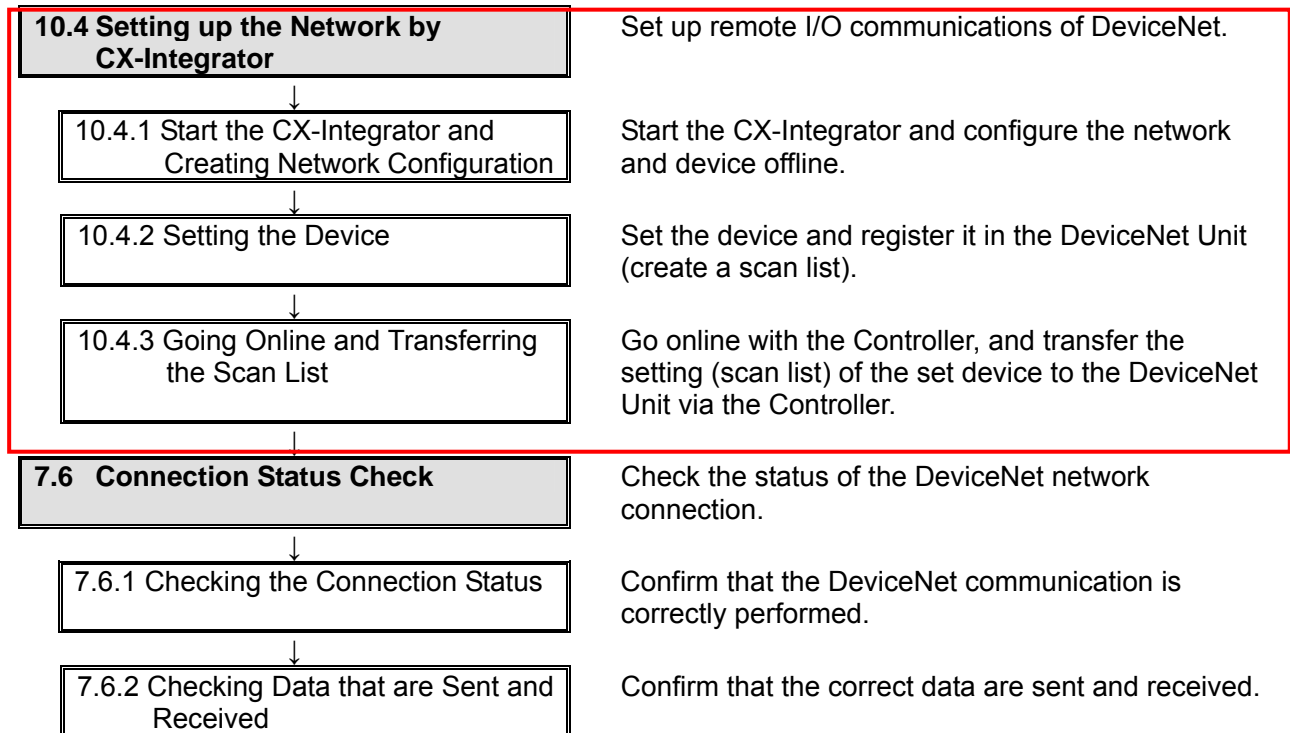 10.4 Setting up the Network by
CX-Integrator
Set up remote I/O communications of DeviceNet.
↓
10.4.1 Start the CX-Integrator and
Creating Network Configuration
Start the CX-Integrator and configure the network
and device offline.
↓
10.4.2 Setting the Device
Set the device and register it in the DeviceNet Unit
(create a scan list).
↓
10.4.3 Going Online and Transferring
the Scan List
Go online with the Controller, and transfer the
setting (scan list) of the set device to the DeviceNet
Unit via the Controller.
↓
7.6 Connection Status Check
Check the status of the DeviceNet network
connection.
↓
7.6.1 Checking the Connection Status
Confirm that the DeviceNet communication is
correctly performed.
↓
7.6.2 Checking Data that are Sent and
Received
Confirm that the correct data are sent and received.